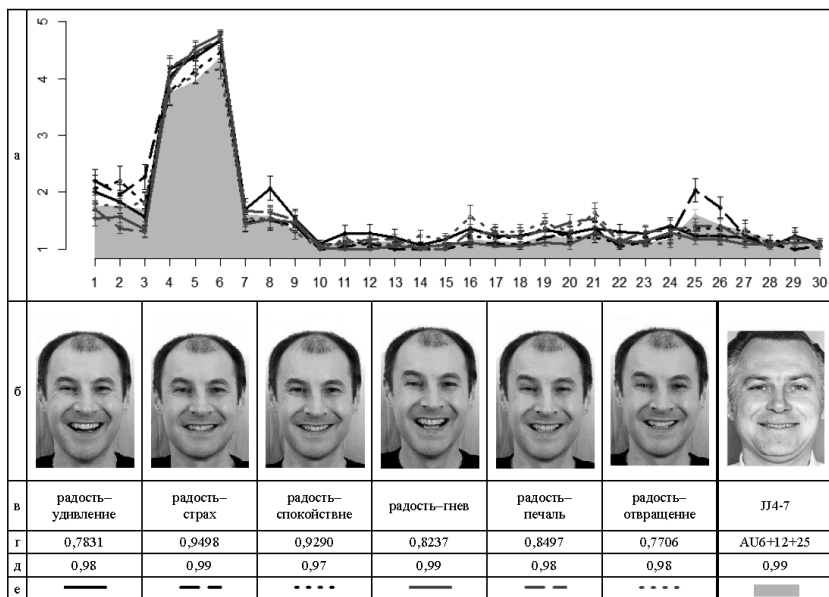 5
4
3
2
1
1 2 3 4 5 6 7 8 9 10 11 12 13 14 15 16 17 18 19 20 21 22 23 24 25 26 27 28 29 30
а
б
в радость–удивление радость–страх радость–спокойствие радость–гнев радость–печаль радость–отвращение JJ4-7
г 0,7831 0,9498 0,9290 0,8237 0,8497 0,7706 AU6+12+25
д 0,98 0,99 0,97 0,99 0,98 0,98 0,99
е